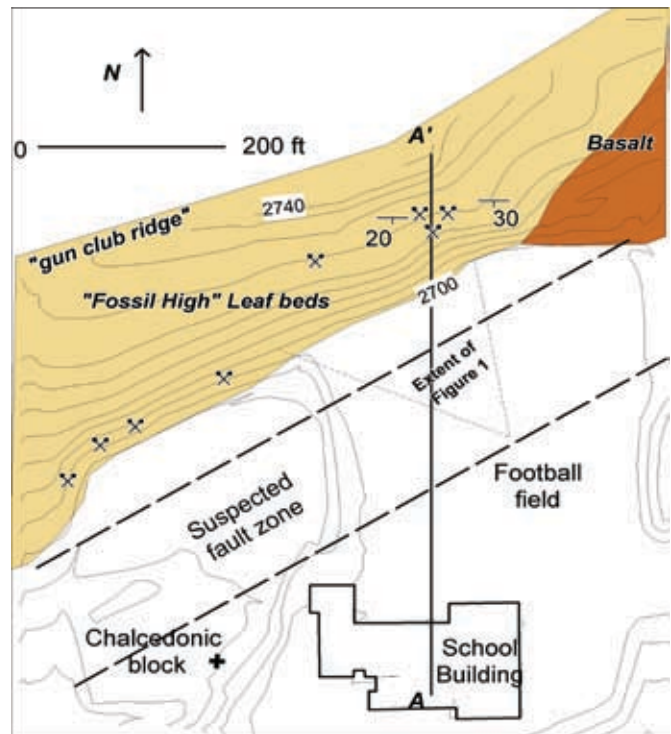 N
0 200 ft
A'
Basalt
2740
"gun club ridge"
20
30
"Fossil High" Leaf beds
2700
Extent of
Figure 1
Football
field
Suspected
fault zone
Chalcedonic
block
School
Building
A